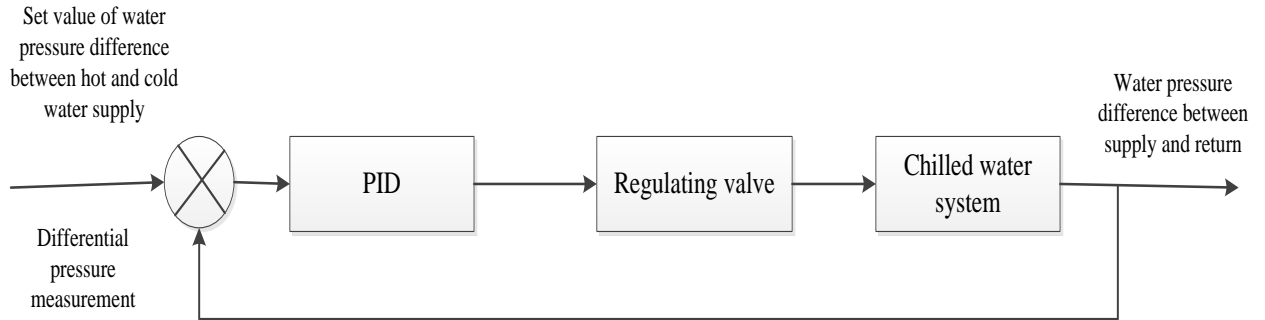 Set value of water
pressure difference
between hot and cold
water supply
Differential
pressure
measurement
PID
Regulating valve
Chilled water
system
Water pressure
difference between
supply and return